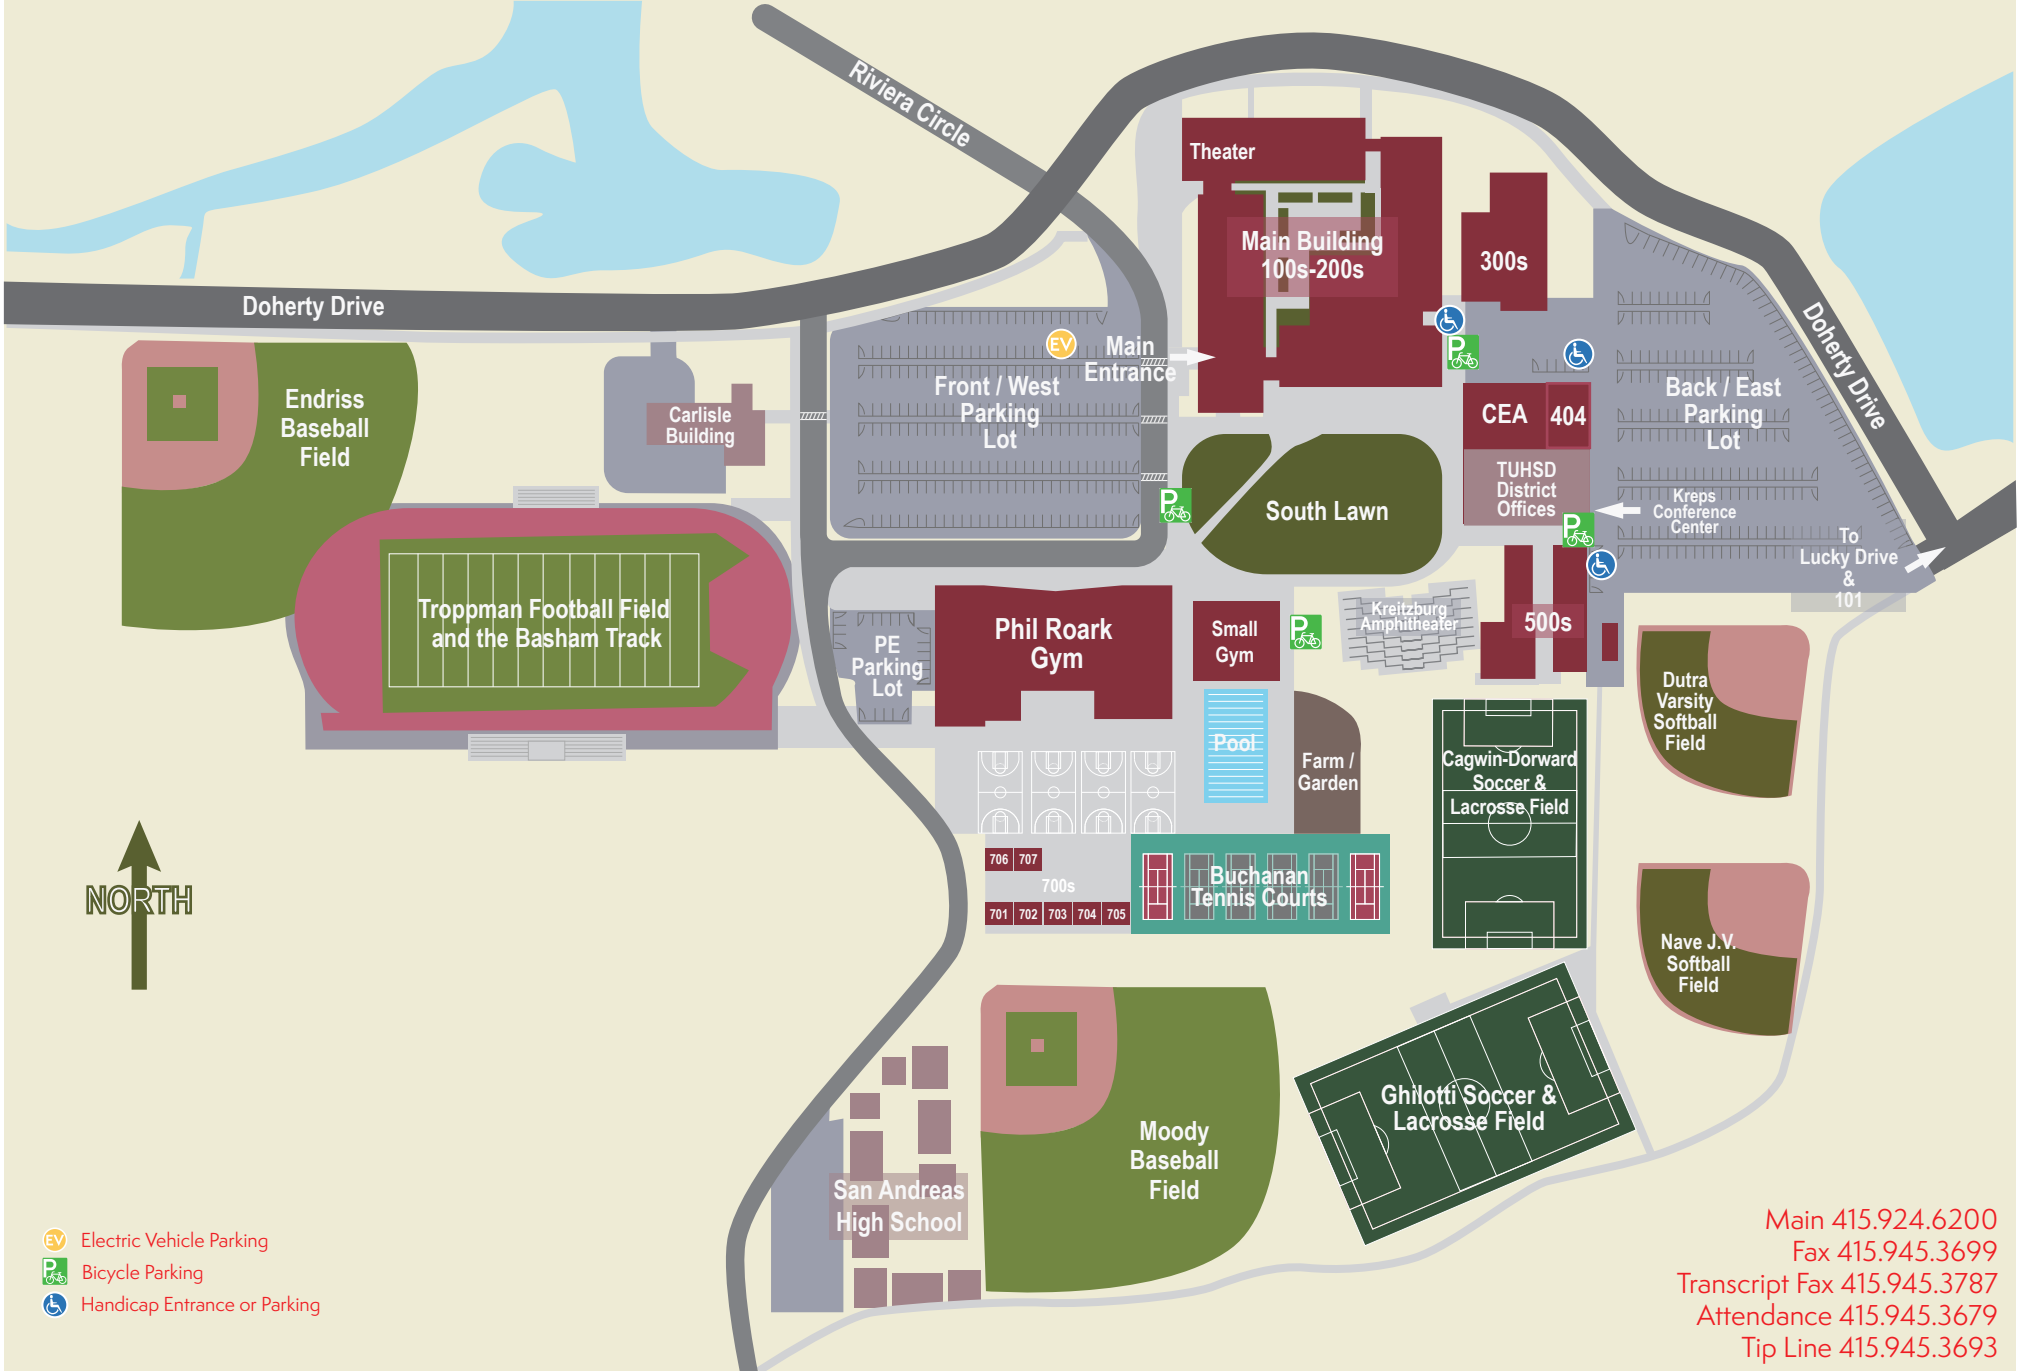 Riviera Circle
Theater
Main Building
100s-200s
300s
Doherty Drive
Doherty Drive
EV
Main
Entrance
P
Front / West
Parking
Lot
Back / East
Parking
Lot
Endriss
Baseball
Field
Carlisle
Building
CEA
404
TUHSD
District
Offices
Kreps
Conference
Center
P
South Lawn
P
To
Lucky Drive
&
101
Troppman Football Field
and the Basham Track
PE
Parking
Lot
Phil Roark
Gym
Small
Gym
P
Kreitzburg
Amphitheater
500s
Dutra
Varsity
Softball
Field
Pool
Farm /
Garden
Cagwin-Dorward
Soccer &
Lacrosse Field
706 707
700s
701 702 703 704 705
Buchanan
Tennis Courts
NORTH
Nave J.V.
Softball
Field
Ghilotti Soccer &
Lacrosse Field
Moody
Baseball
Field
San Andreas
High School
EV Electric Vehicle Parking
P Bicycle Parking
Handicap Entrance or Parking
Main 415.924.6200
Fax 415.945.3699
Transcript Fax 415.945.3787
Attendance 415.945.3679
Tip Line 415.945.3693